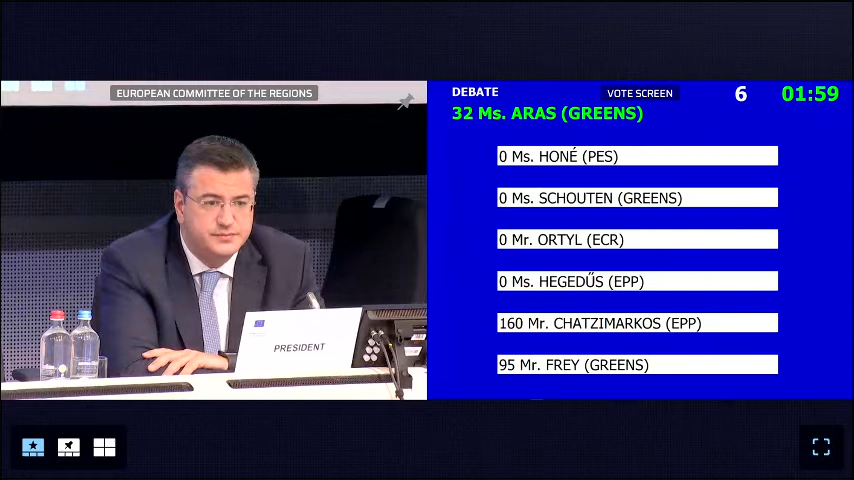 EUROPEAN COMMITTEE OF THE REGIONS
PRESIDENT
DEBATE
VOTE SCREEN
6
01:59
32 Ms. ARAS (GREENS)
0 Ms. HONÉ (PES)
0 Ms. SCHOUTEN (GREENS)
0 Mr. ORTYL (ECR)
0 Ms. HEGEDŰS (EPP)
160 Mr. CHATZIMARKOS (EPP)
95 Mr. FREY (GREENS)